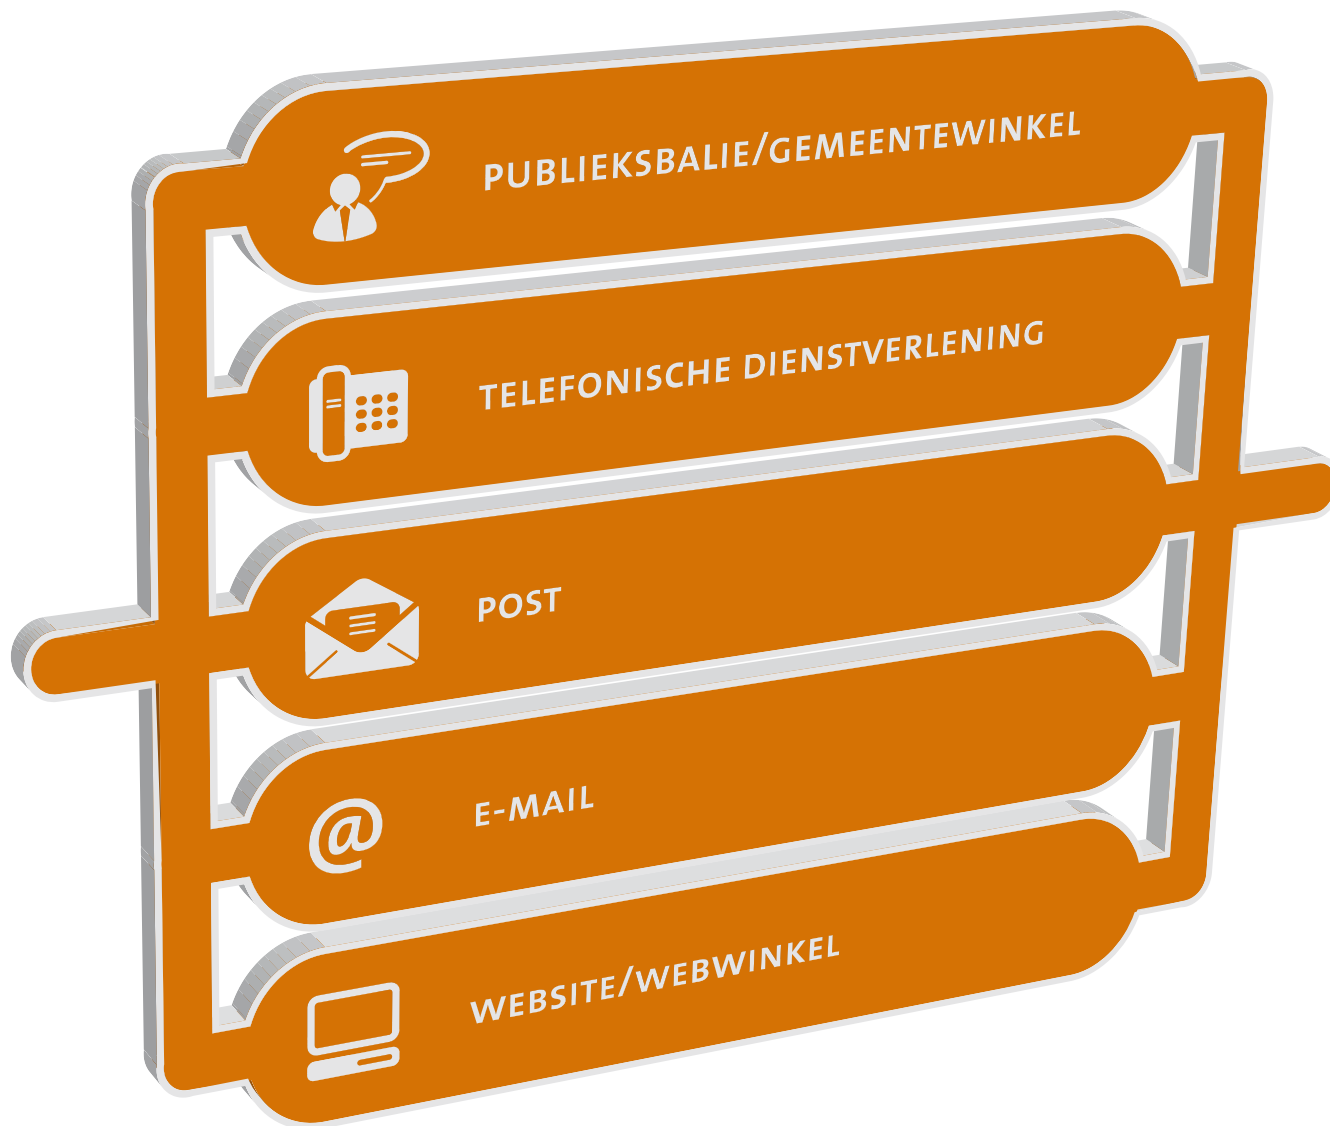 PUBLIEKSBALIE/GEMEENTEWINKEL
TELEFONISCHE DIENSTVERLENING
POST
@
E-MAIL
WEBSITE/WEBWINKEL